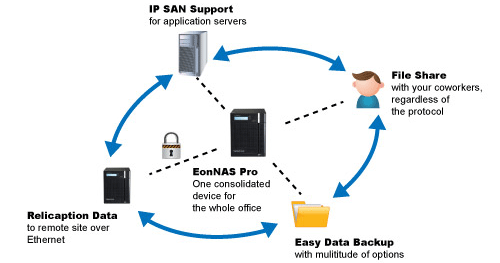 IP SAN Support
for application servers
File Share
with your coworkers,
regardless of
the protocol
EonNAS Pro
One consolidated
device for
the whole office
Relicaption Data
to remote site over
Ethernet
Easy Data Backup
with mulititude of options